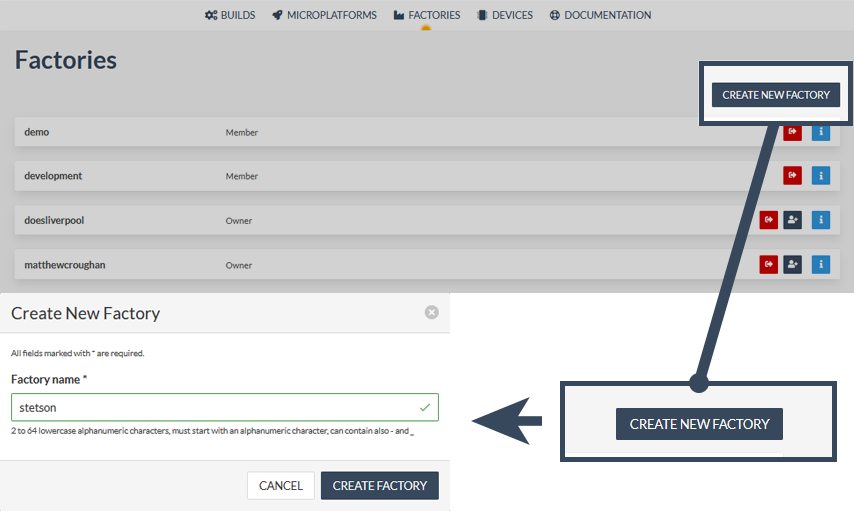 BUILDS MICROPLATFORMS FACTORIES DEVICES DOCUMENTATION
Factories
CREATE NEW FACTORY
demo Member
development Member
doesliverpool Owner
matthewcroughan Owner
Create New Factory
All fields marked with * are required.
Factory name *
stetson
2 to 64 lowercase alphanumeric characters, must start with an alphanumeric character, can contain also - and _
CANCEL CREATE FACTORY
CREATE NEW FACTORY